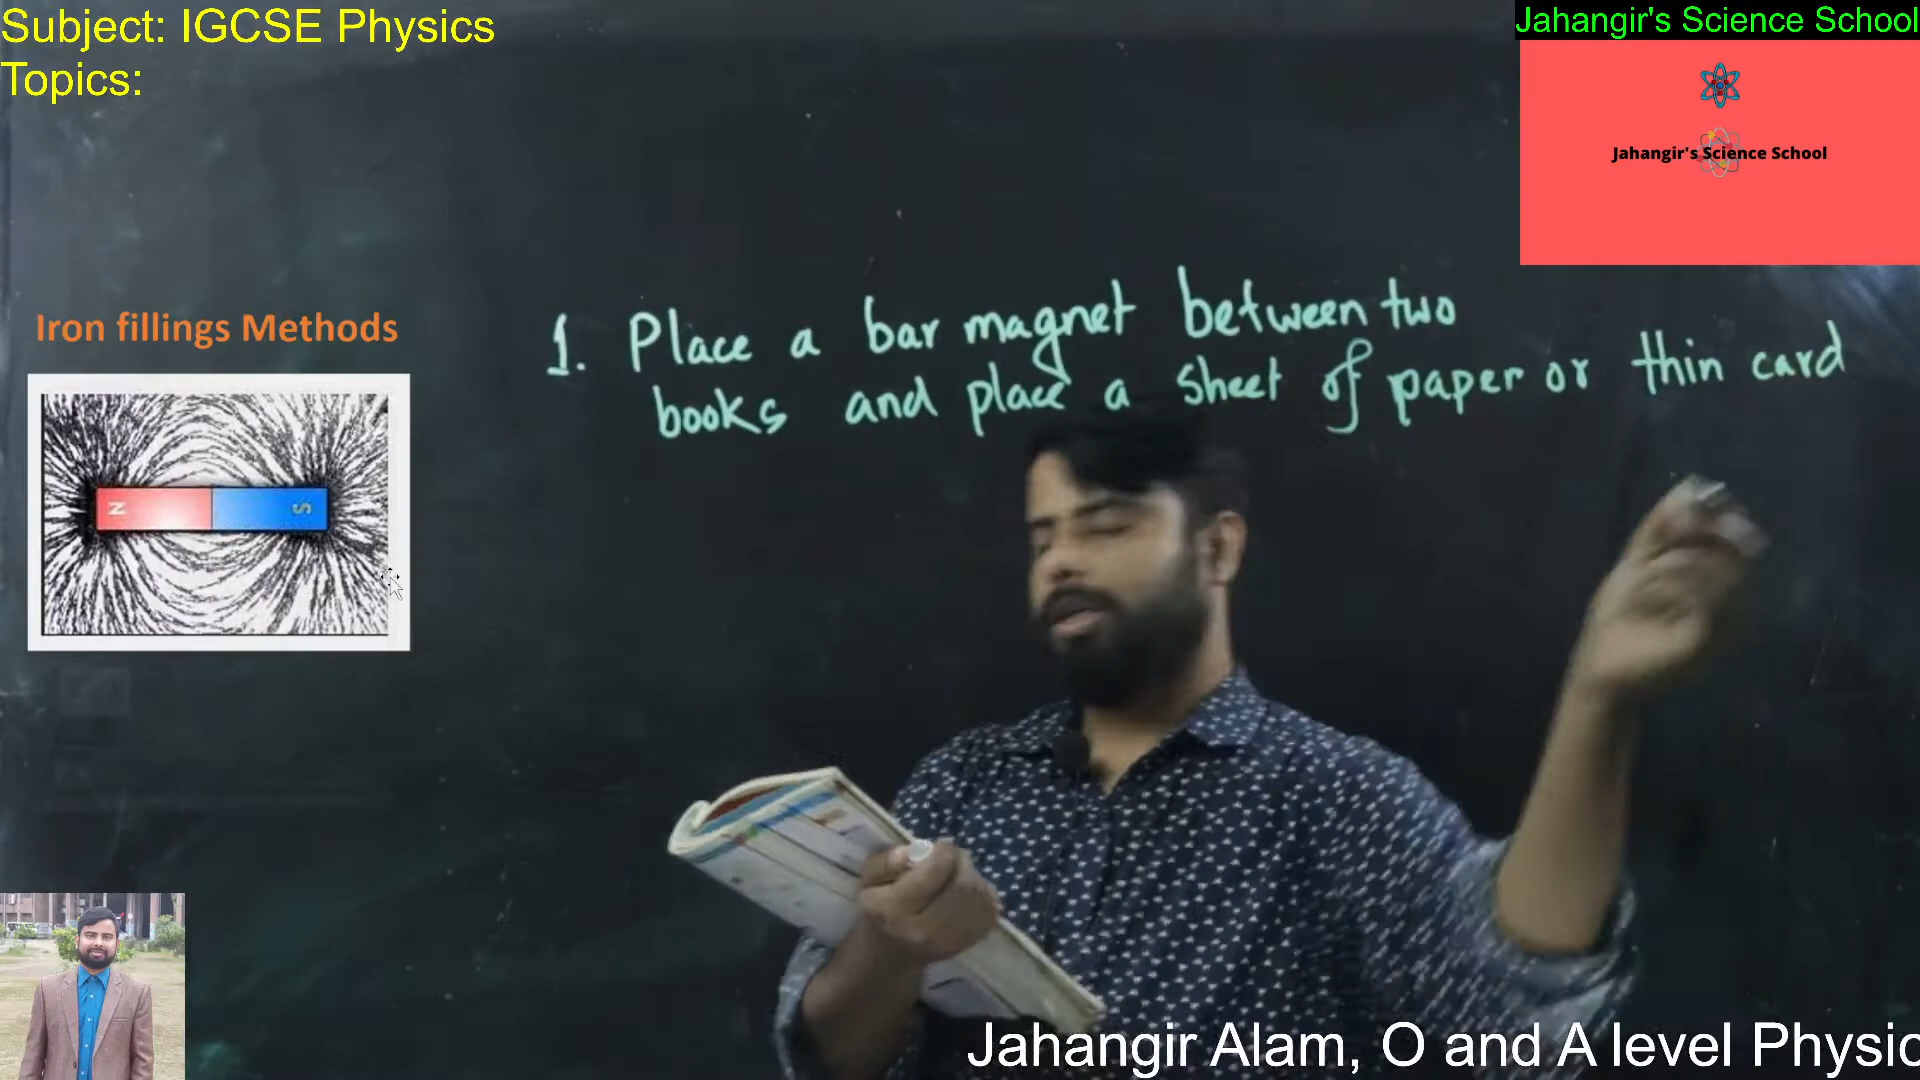 Subject: IGCSE Physics
Topics:
Jahangir's Science School
Jahangir's Science School
Iron fillings Methods
N S
1. Place a bar magnet between two
books and place a sheet of paper or thin card
Jahangir Alam, O and A level Physic